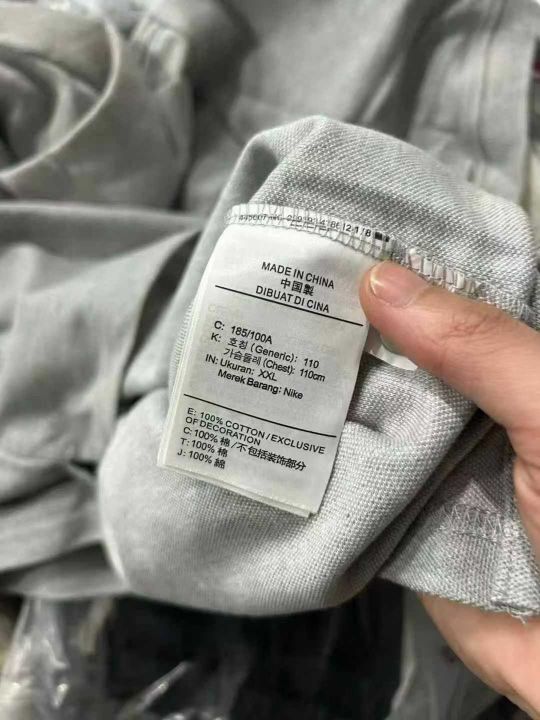 MADE IN CHINA
中国製
DIBUAT DI CINA
C: 185/100A
K: 호칭 (Generic): 110
가슴둘레 (Chest): 110cm
IN: Ukuran: XXL
Merek Barang: Nike
E: 100% COTTON / EXCLUSIVE
OF DECORATION
C: 100% 棉 / 不包括装饰部分
T: 100% 棉
J: 100% 綿